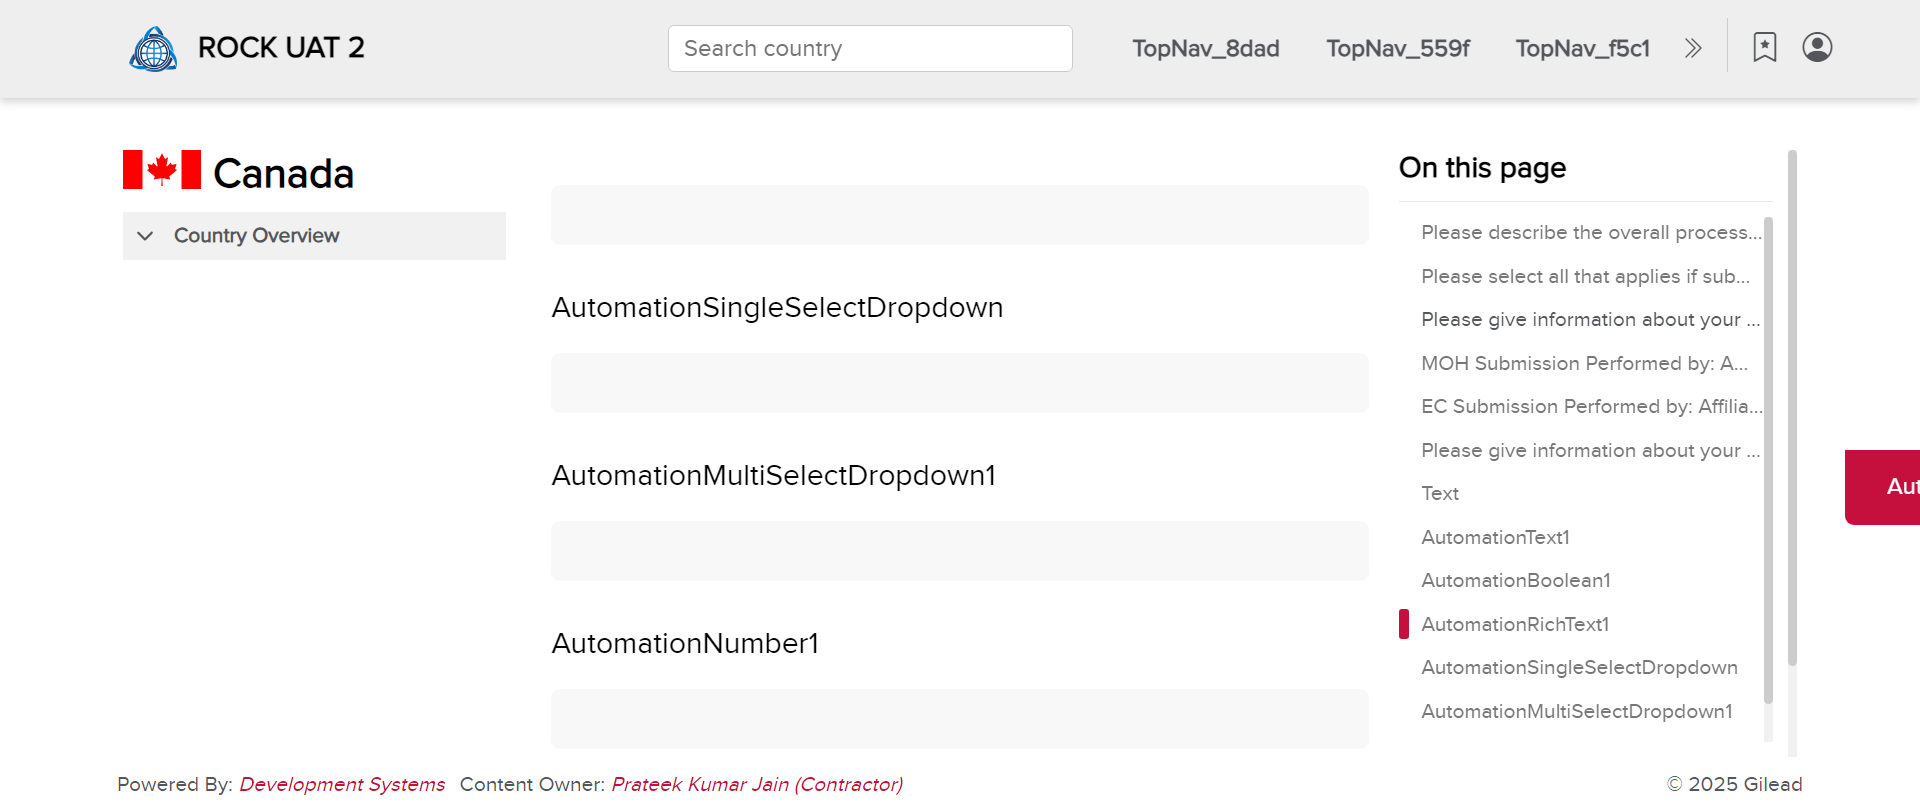 ROCK UAT 2
Search country
TopNav_8dad
TopNav_559f
TopNav_f5c1
Canada
Country Overview
AutomationSingleSelectDropdown
AutomationMultiSelectDropdown1
AutomationNumber1
On this page
Please describe the overall process...
Please select all that applies if sub...
Please give information about your ...
MOH Submission Performed by: A...
EC Submission Performed by: Affilia...
Please give information about your ...
Text
AutomationText1
AutomationBoolean1
AutomationRichText1
AutomationSingleSelectDropdown
AutomationMultiSelectDropdown1
Aut
Powered By: Development Systems Content Owner: Prateek Kumar Jain (Contractor)
© 2025 Gilead